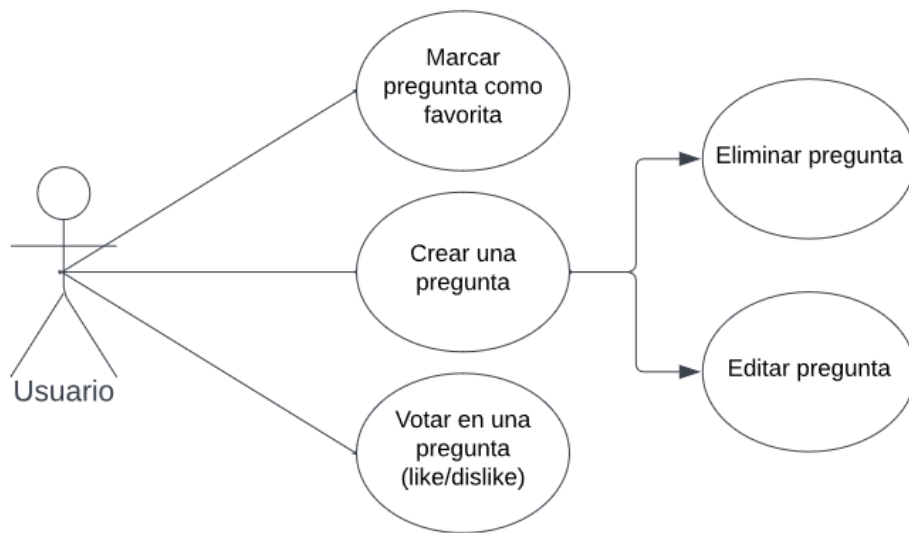 Marcar
pregunta como
favorita
Eliminar pregunta
Crear una
pregunta
Editar pregunta
Usuario
Votar en una
pregunta
(like/dislike)